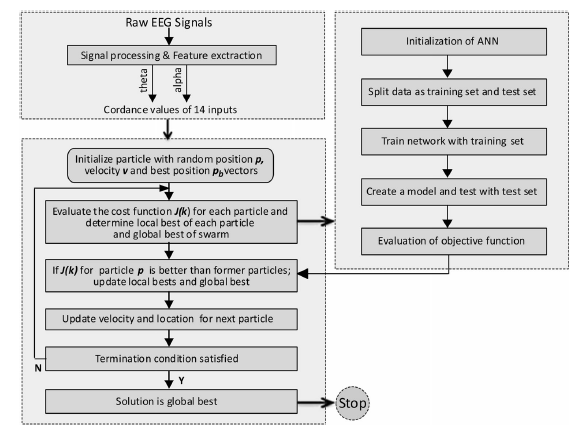 Raw EEG Signals
Signal processing & Feature exctraction
theta
alpha
Cordance values of 14 inputs
Initialize particle with random position p,
velocity v and best position pb vectors
Evaluate the cost function J(k) for each particle and
determine local best of each particle
and global best of swarm
If J(k) for particle p is better than former particles;
update local bests and global best
Update velocity and location for next particle
Termination condition satisfied
N
Y
Solution is global best
Stop
Initialization of ANN
Split data as training set and test set
Train network with training set
Create a model and test with test set
Evaluation of objective function